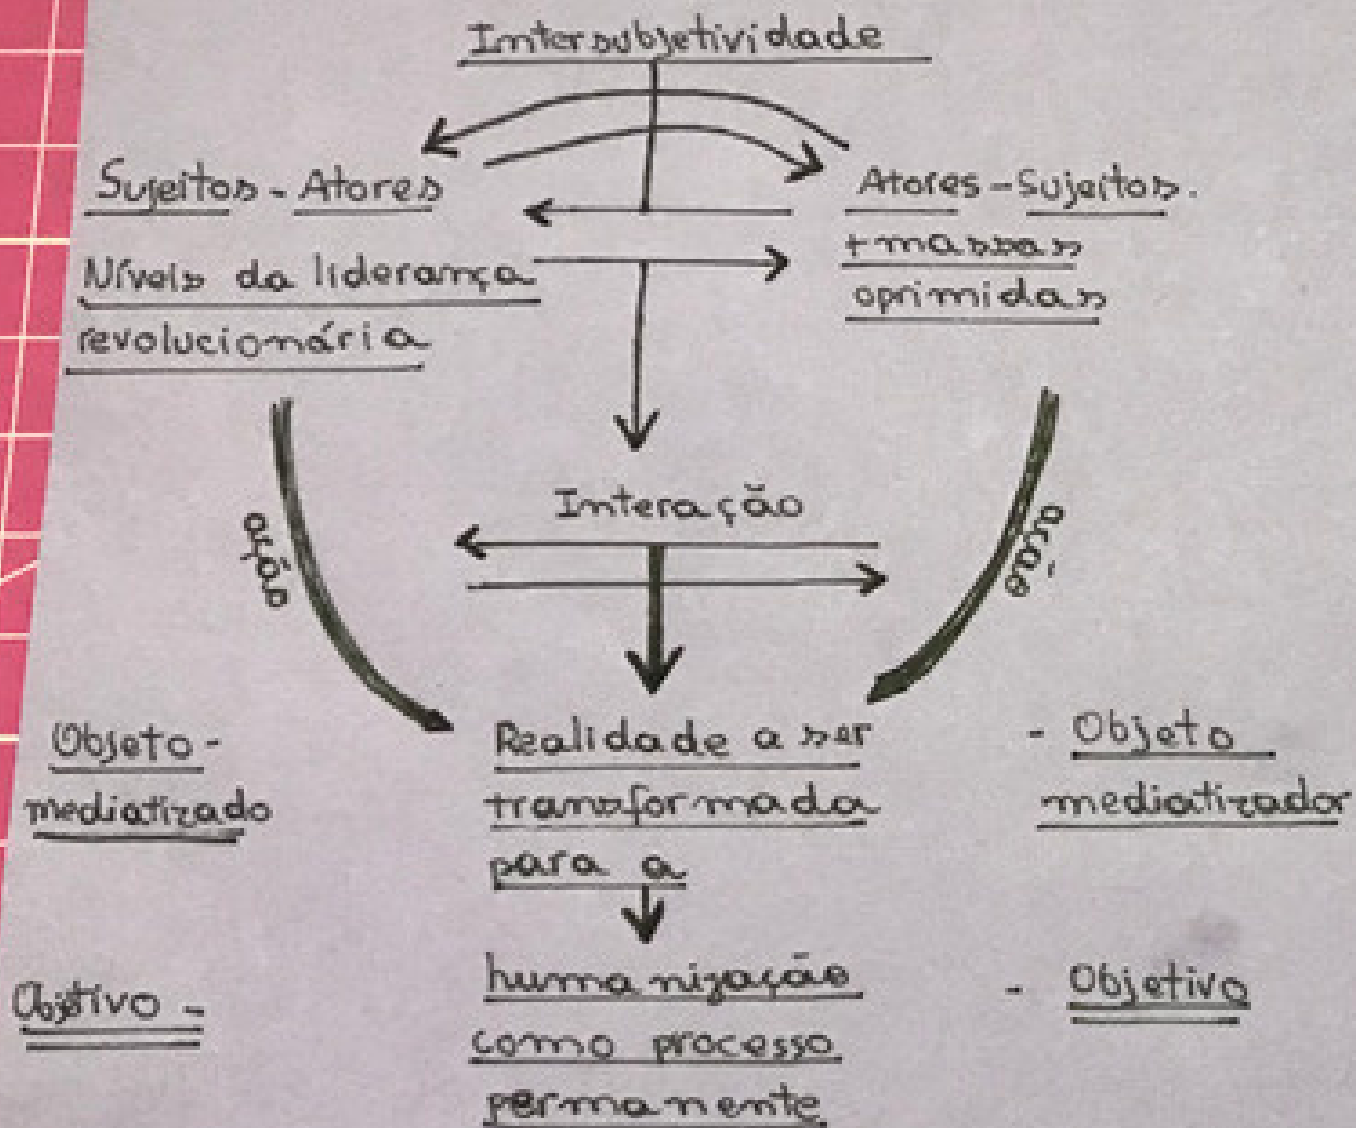 Intersubjetividade
Sujeitos - Atores
Níveis da liderança
revolucionária
Atores - Sujeitos.
+ massas
oprimidas
Interação
ação
ação
Objeto -
mediatizado
Realidade a ser
transformada
para a
- Objeto
mediatizador
Objetivo -
humanização
como processo
permanente
- Objetivo